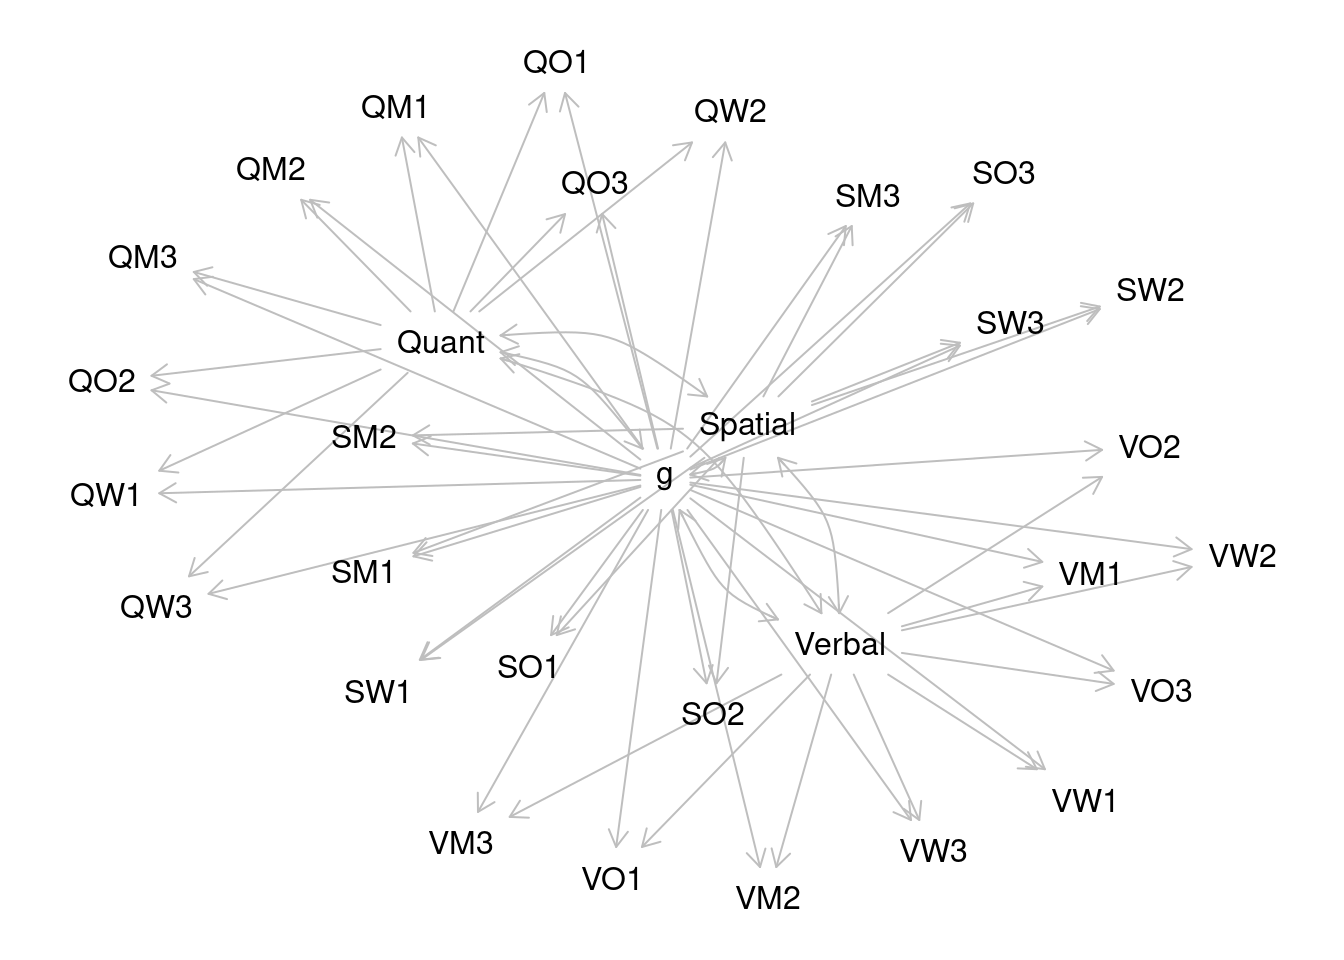 QO1
QM1
QW2
QM2
SO3
QO3
SM3
QM3
SW2
SW3
Quant
QO2
Spatial
SM2
VO2
g
QW1
VW2
SM1
VM1
QW3
Verbal
SO1
SW1
VO3
SO2
VW1
VM3
VW3
VO1
VM2